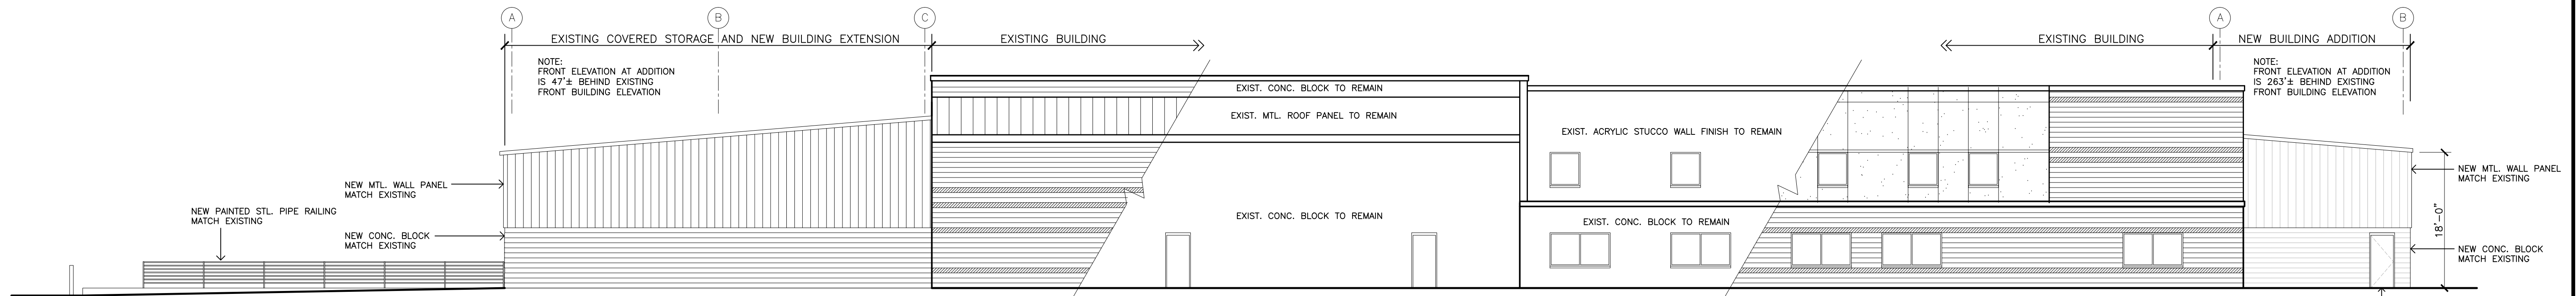 A
B
C
A
B
EXISTING COVERED STORAGE AND NEW BUILDING EXTENSION
EXISTING BUILDING
EXISTING BUILDING
NEW BUILDING ADDITION
NOTE:
FRONT ELEVATION AT ADDITION
IS 47'± BEHIND EXISTING
FRONT BUILDING ELEVATION
NOTE:
FRONT ELEVATION AT ADDITION
IS 263'± BEHIND EXISTING
FRONT BUILDING ELEVATION
EXIST. CONC. BLOCK TO REMAIN
EXIST. MTL. ROOF PANEL TO REMAIN
EXIST. ACRYLIC STUCCO WALL FINISH TO REMAIN
NEW MTL. WALL PANEL
MATCH EXISTING
NEW MTL. WALL PANEL
MATCH EXISTING
NEW PAINTED STL. PIPE RAILING
MATCH EXISTING
EXIST. CONC. BLOCK TO REMAIN
EXIST. CONC. BLOCK TO REMAIN
18'-0"
NEW CONC. BLOCK
MATCH EXISTING
NEW CONC. BLOCK
MATCH EXISTING